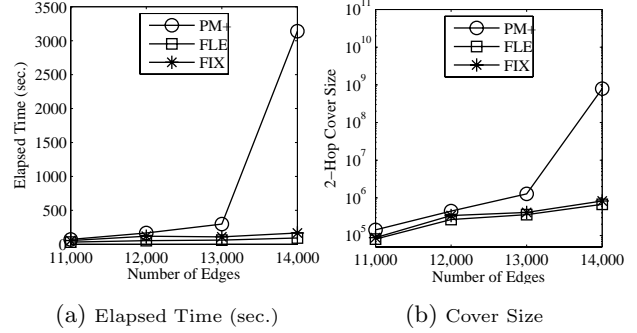 3500
3000
2500
2000
1500
1000
500
0
Elapsed Time (sec.)
PM+
FLE
FIX
11,000 12,000 13,000 14,000
Number of Edges
(a) Elapsed Time (sec.)
10^11
10^10
10^9
10^8
10^7
10^6
10^5
2-Hop Cover Size
PM+
FLE
FIX
11,000 12,000 13,000 14,000
Number of Edges
(b) Cover Size